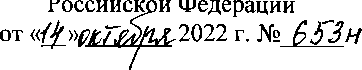 Российской Федерации
от «14» октября 2022 г. № 653н